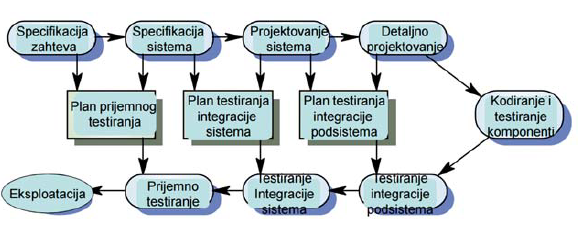 Specifikacija
zahteva
Specifikacija
sistema
Projektovanje
sistema
Detaljno
projektovanje
Plan prijemnog
testiranja
Plan testiranja
integracije
sistema
Plan testiranja
integracije
podsistema
Kodiranje i
testiranje
komponenti
Eksploatacija
Prijemno
testiranje
Testiranje
Integracije
sistema
Testiranje
integracije
podsistema